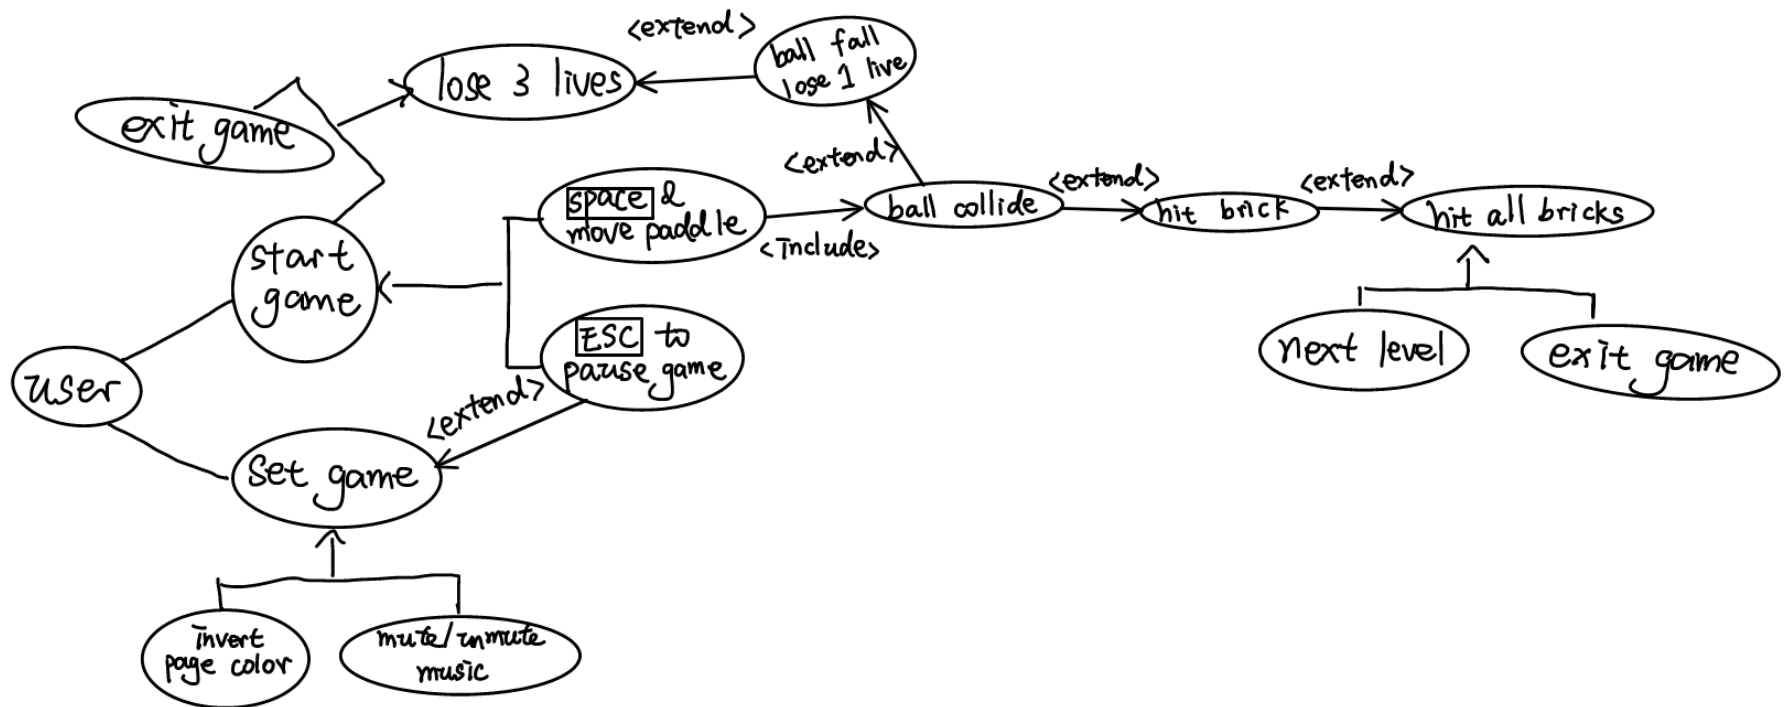 <extend>
ball fall
lose 1 live
lose 3 lives
exit game
<extend>
space &
move paddle
<include>
ball collide
<extend>
hit brick
<extend>
hit all bricks
start
game
ESC to
pause game
next level
exit game
user
<extend>
set game
invert
page color
mute/unmute
music